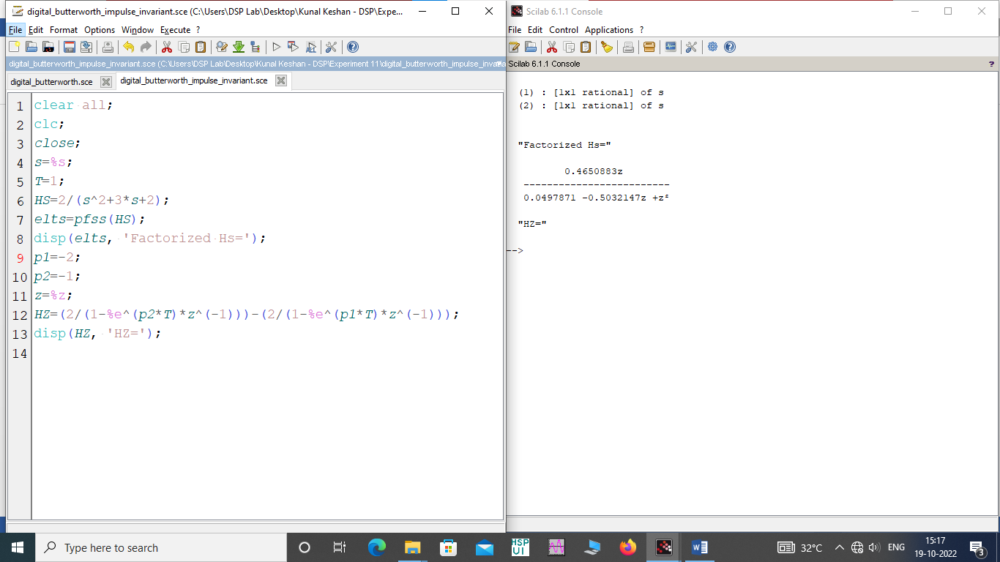 digital_butterworth_impulse_invariant.sce (C:\Users\DSP Lab\Desktop\Kunal Keshan - DSP\Expe...
File Edit Format Options Window Execute ?
digital_butterworth_impulse_invariant.sce (C:\Users\DSP Lab\Desktop\Kunal Keshan - DSP\Experiment 11\digital_butterworth_impulse_invaria
digital_butterworth.sce
digital_butterworth_impulse_invariant.sce
1 clear all;
2 clc;
3 close;
4 s=%s;
5 T=1;
6 HS=2/(s^2+3*s+2);
7 elts=pfss(HS);
8 disp(elts, 'Factorized Hs=');
9 p1=-2;
10 p2=-1;
11 z=%z;
12 HZ=(2/(1-%e^(p2*T)*z^(-1)))-(2/(1-%e^(p1*T)*z^(-1)));
13 disp(HZ, 'HZ=');
14
Scilab 6.1.1 Console
File Edit Control Applications ?
Scilab 6.1.1 Console ?
(1) : [1x1 rational] of s
(2) : [1x1 rational] of s
"Factorized Hs="
0.4650883z
--------------------------
0.0497871 -0.5032147z +z²
"HZ="
-->
Type here to search
HSP
UI
32°C
ENG
15:17
19-10-2022
3